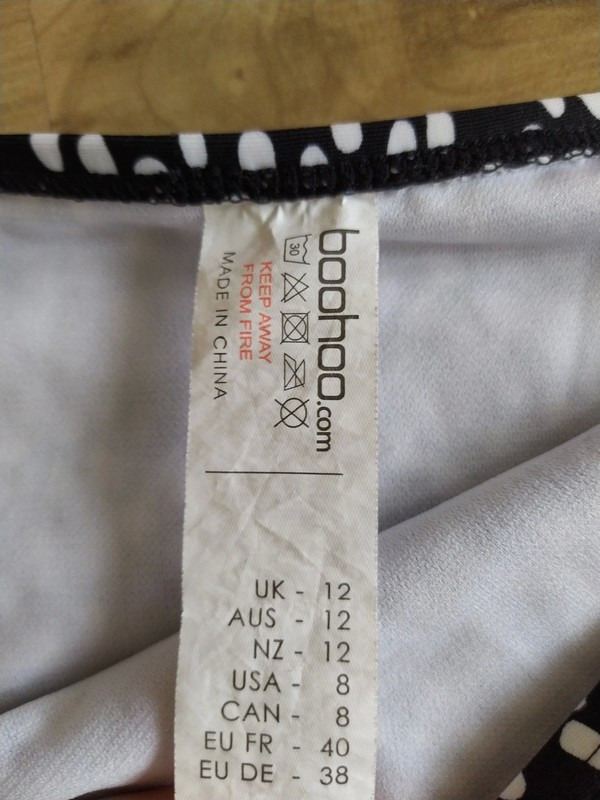 boohoo.com
30
KEEP AWAY
FROM FIRE
MADE IN CHINA
UK - 12
AUS - 12
NZ - 12
USA - 8
CAN - 8
EU FR - 40
EU DE - 38